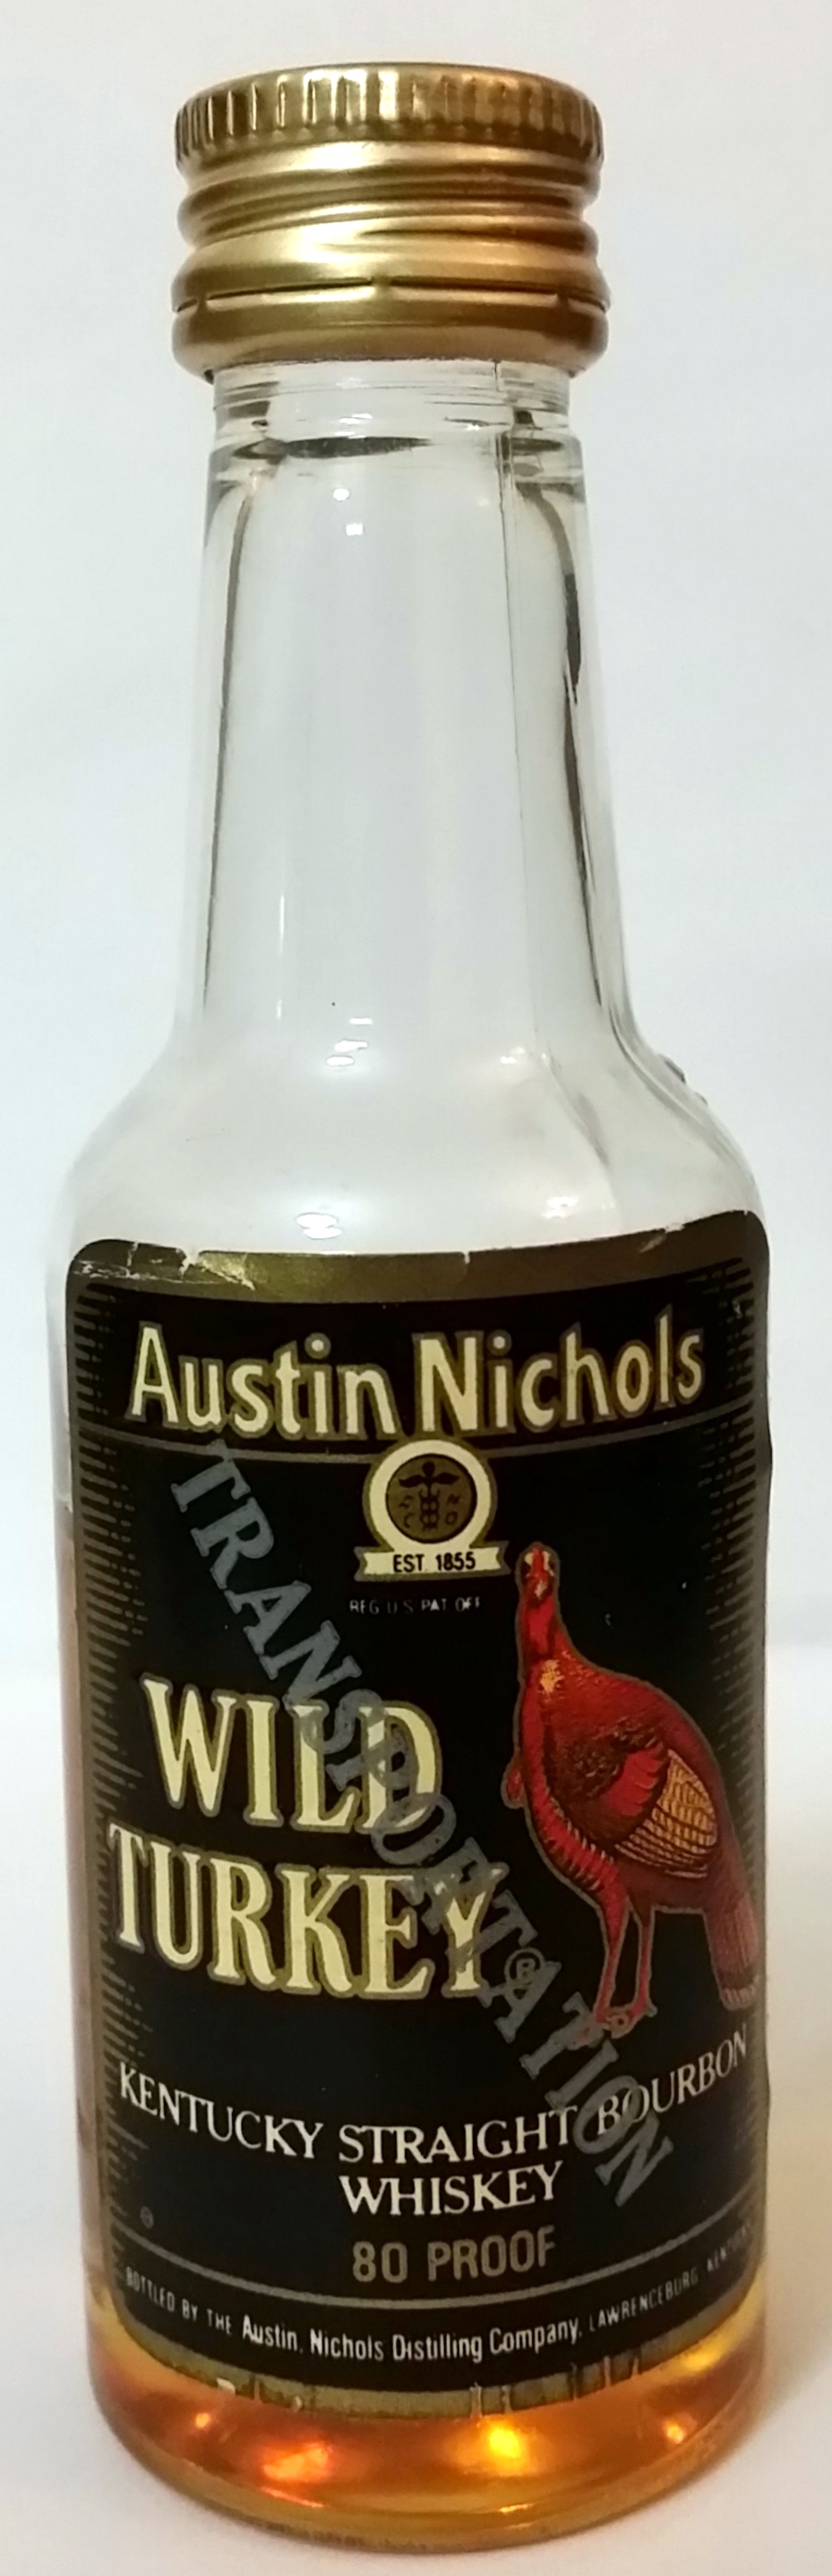 Austin Nichols
EST. 1855
REG U S PAT OFF
TRANSPORTATION
WILD
TURKEY®
KENTUCKY STRAIGHT BOURBON
WHISKEY
80 PROOF
BOTTLED BY THE Austin, Nichols Distilling Company, LAWRENCEBURG, KENTUCKY